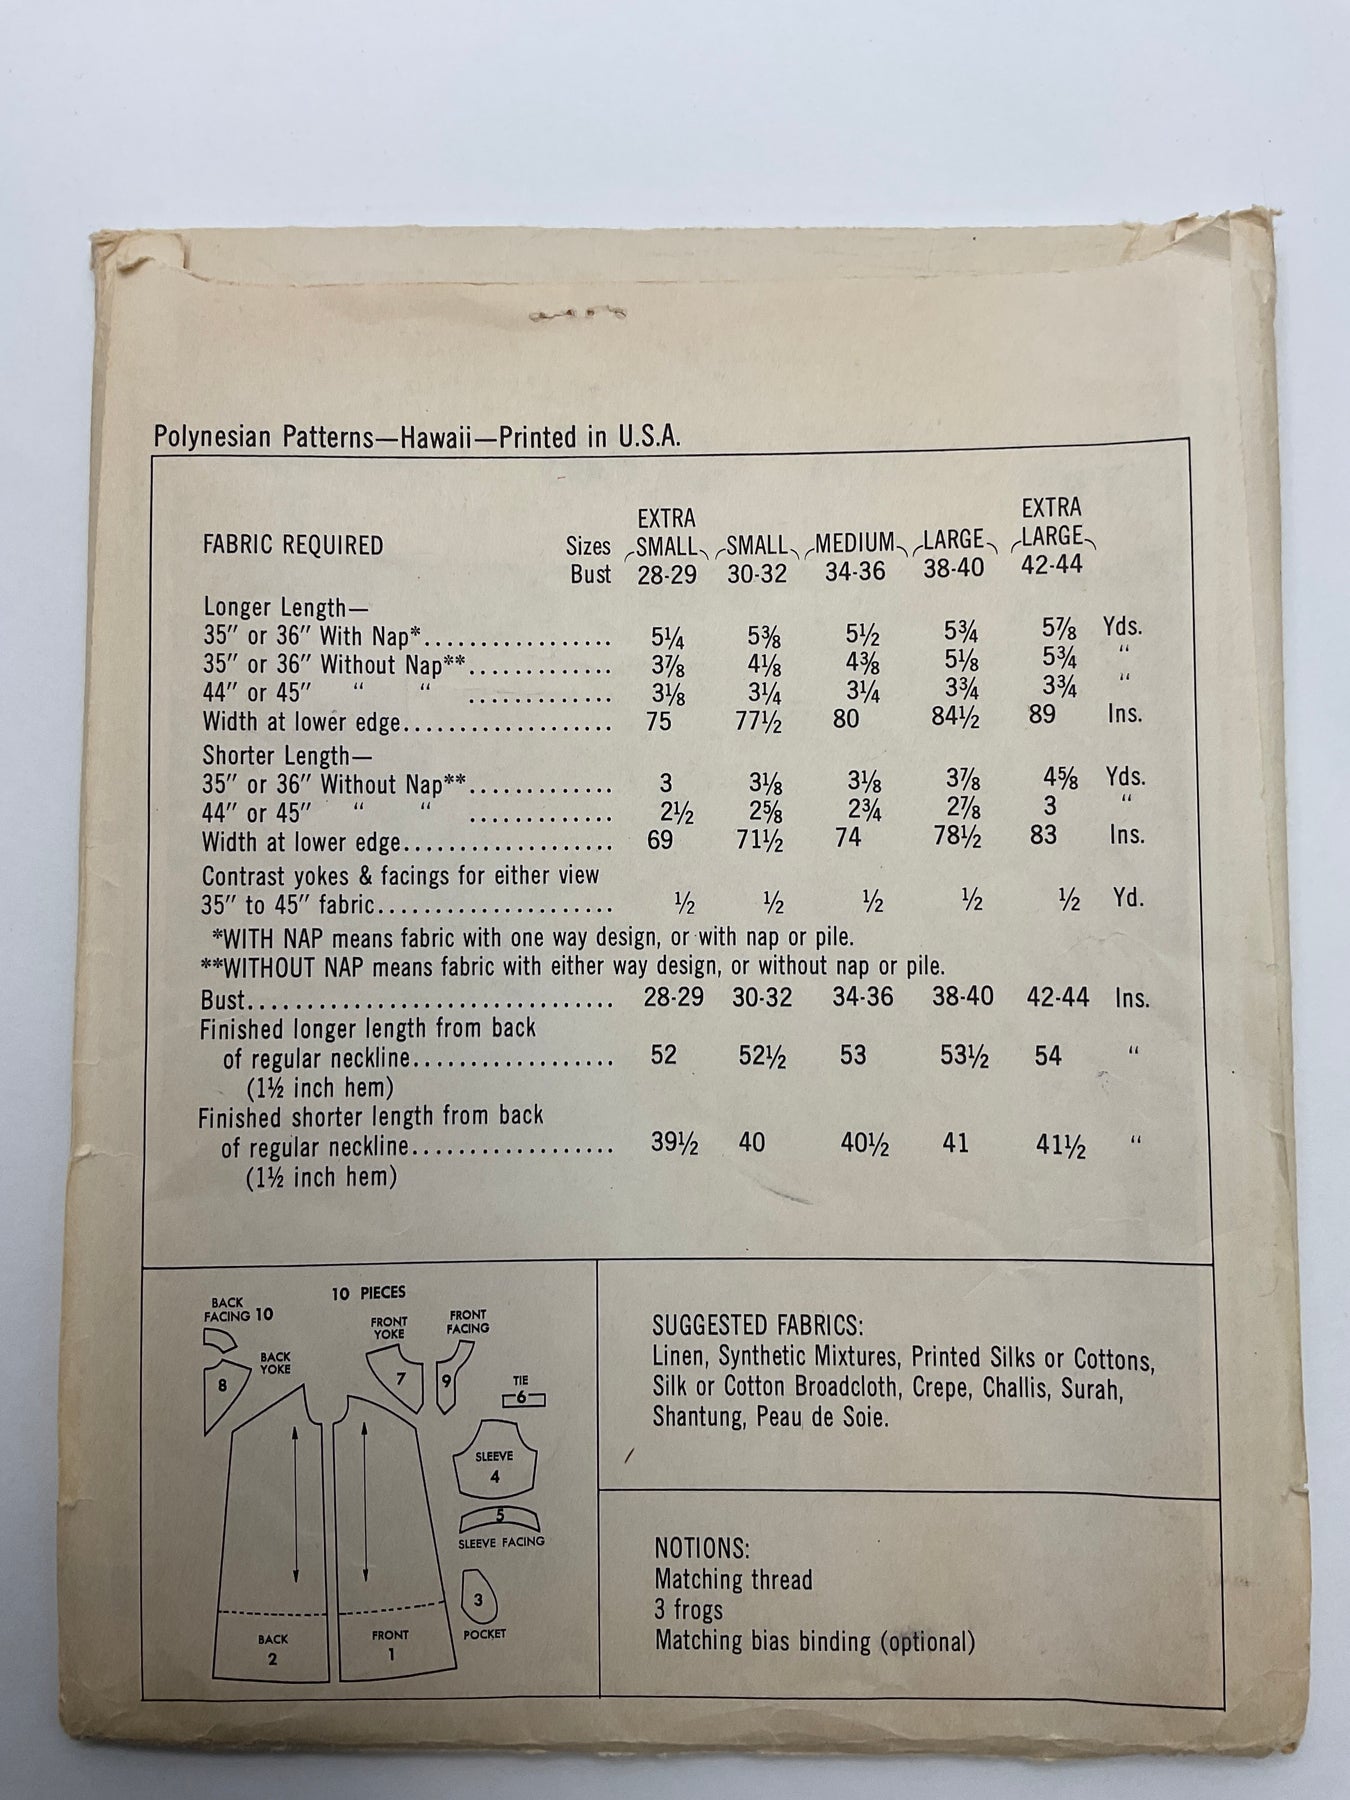 Polynesian Patterns—Hawaii—Printed in U.S.A.
EXTRA EXTRA
FABRIC REQUIRED Sizes SMALL SMALL MEDIUM LARGE LARGE
Bust 28-29 30-32 34-36 38-40 42-44
Longer Length—
35″ or 36″ With Nap*................ 5¼ 5⅜ 5½ 5¾ 5⅞ Yds.
35″ or 36″ Without Nap**............. 3⅞ 4⅛ 4⅜ 5⅛ 5¾ “
44″ or 45″ “ “ ............. 3⅛ 3¼ 3¼ 3¾ 3¾ “
Width at lower edge................... 75 77½ 80 84½ 89 Ins.
Shorter Length—
35″ or 36″ Without Nap**............. 3 3⅛ 3⅛ 3⅞ 4⅝ Yds.
44″ or 45″ “ “ ............. 2½ 2⅝ 2¾ 2⅞ 3 “
Width at lower edge................... 69 71½ 74 78½ 83 Ins.
Contrast yokes & facings for either view
35″ to 45″ fabric..................... ½ ½ ½ ½ ½ Yd.
*WITH NAP means fabric with one way design, or with nap or pile.
**WITHOUT NAP means fabric with either way design, or without nap or pile.
Bust................................ 28-29 30-32 34-36 38-40 42-44 Ins.
Finished longer length from back
of regular neckline.................. 52 52½ 53 53½ 54 “
(1½ inch hem)
Finished shorter length from back
of regular neckline.................. 39½ 40 40½ 41 41½ “
(1½ inch hem)
10 PIECES
BACK
FACING 10
BACK
YOKE
8
FRONT
YOKE
7
FRONT
FACING
9
TIE
6
SLEEVE
4
5
SLEEVE FACING
3
POCKET
BACK
2
FRONT
1
SUGGESTED FABRICS:
Linen, Synthetic Mixtures, Printed Silks or Cottons,
Silk or Cotton Broadcloth, Crepe, Challis, Surah,
Shantung, Peau de Soie.
NOTIONS:
Matching thread
3 frogs
Matching bias binding (optional)